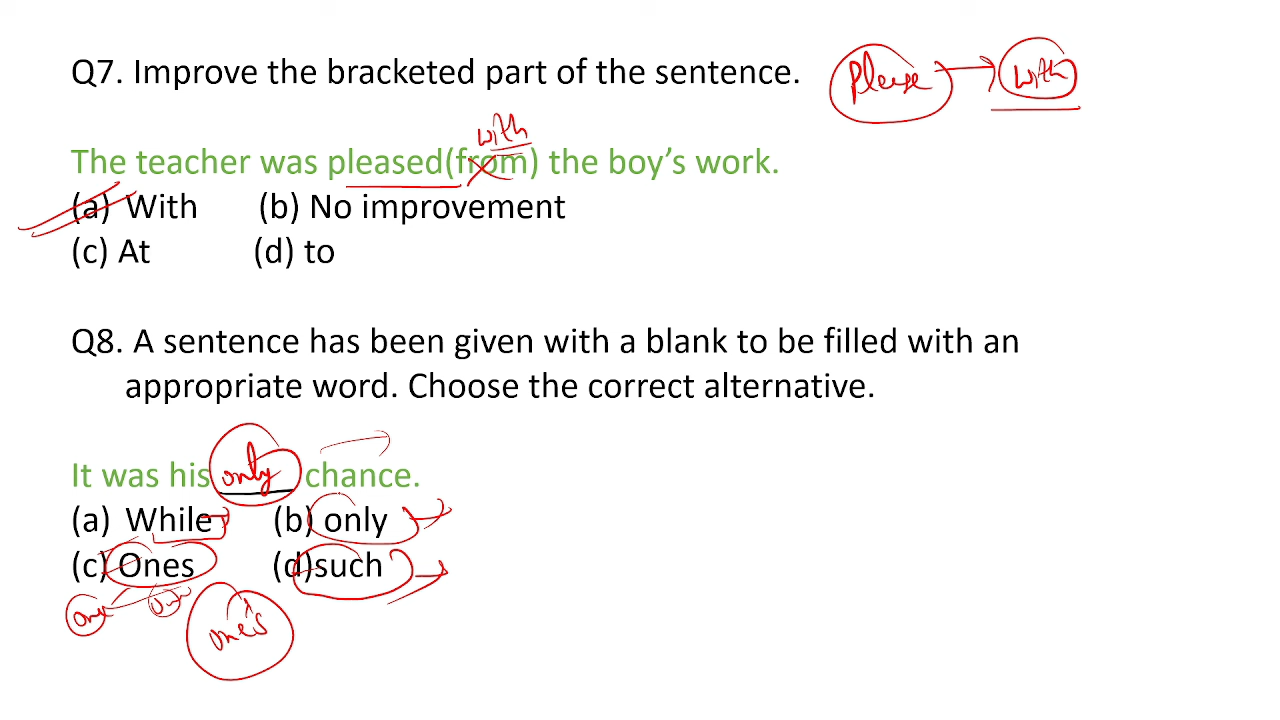 Q7. Improve the bracketed part of the sentence.
Please → with
with
The teacher was pleased(from) the boy's work.
(a) With (b) No improvement
(c) At (d) to
Q8. A sentence has been given with a blank to be filled with an
appropriate word. Choose the correct alternative.
It was his only chance.
(a) While (b) only
(c) Ones (d)such
one
one's